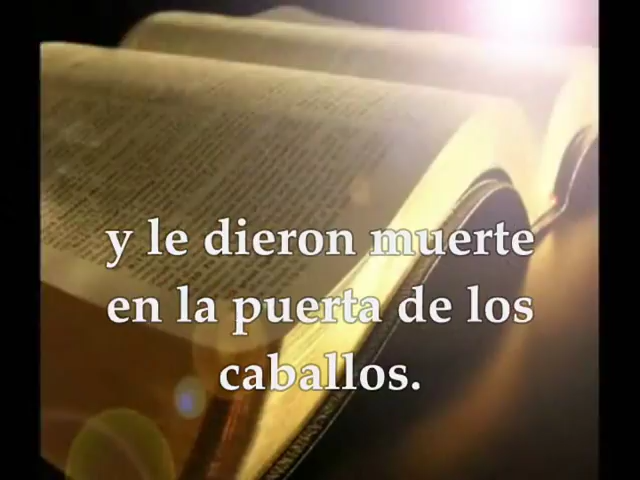 y le dieron muerte
en la puerta de los
caballos.